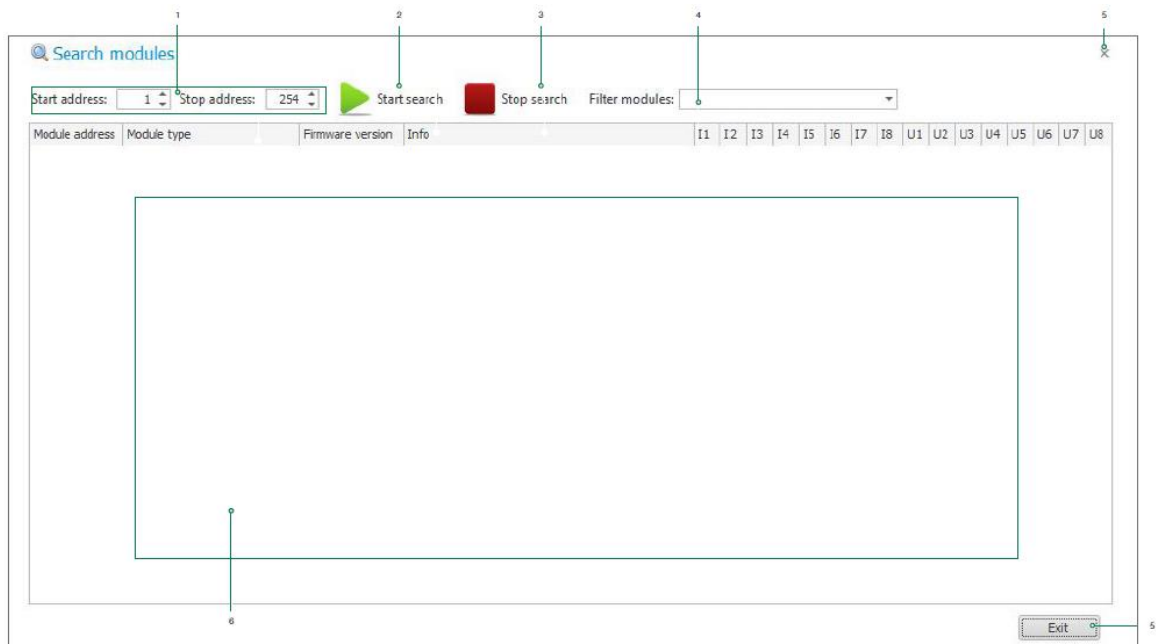 1 2 3 4 5
Search modules
Start address: 1 Stop address: 254 Start search Stop search Filter modules:
Module address Module type Firmware version Info I1 I2 I3 I4 I5 I6 I7 I8 U1 U2 U3 U4 U5 U6 U7 U8
6
Exit 5